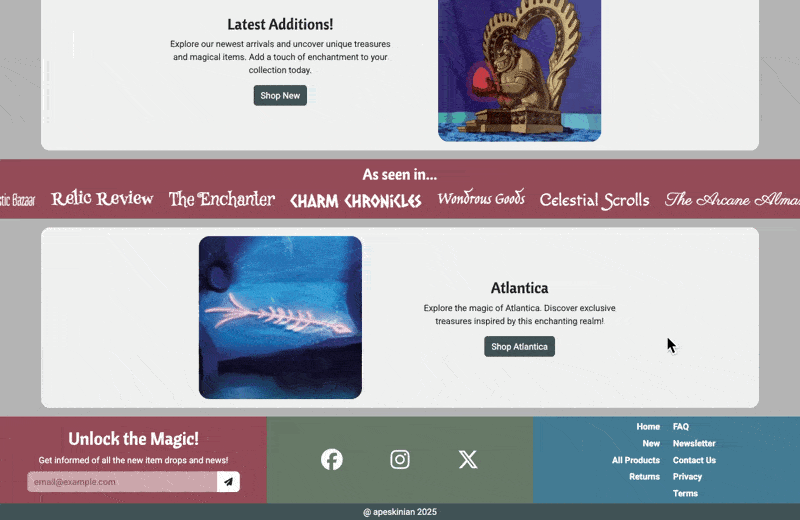 Latest Additions!
Explore our newest arrivals and uncover unique treasures
and magical items. Add a touch of enchantment to your
collection today.
Shop New
As seen in...
Bazaar Relic Review The Enchanter CHARM CHRONICLES Wondrous Goods Celestial Scrolls The Arcane
Atlantica
Explore the magic of Atlantica. Discover exclusive
treasures inspired by this enchanting realm!
Shop Atlantica
Unlock the Magic!
Get informed of all the new item drops and news!
email@example.com
Home FAQ
New Newsletter
All Products Contact Us
Returns Privacy
Terms
@ apeskinian 2025